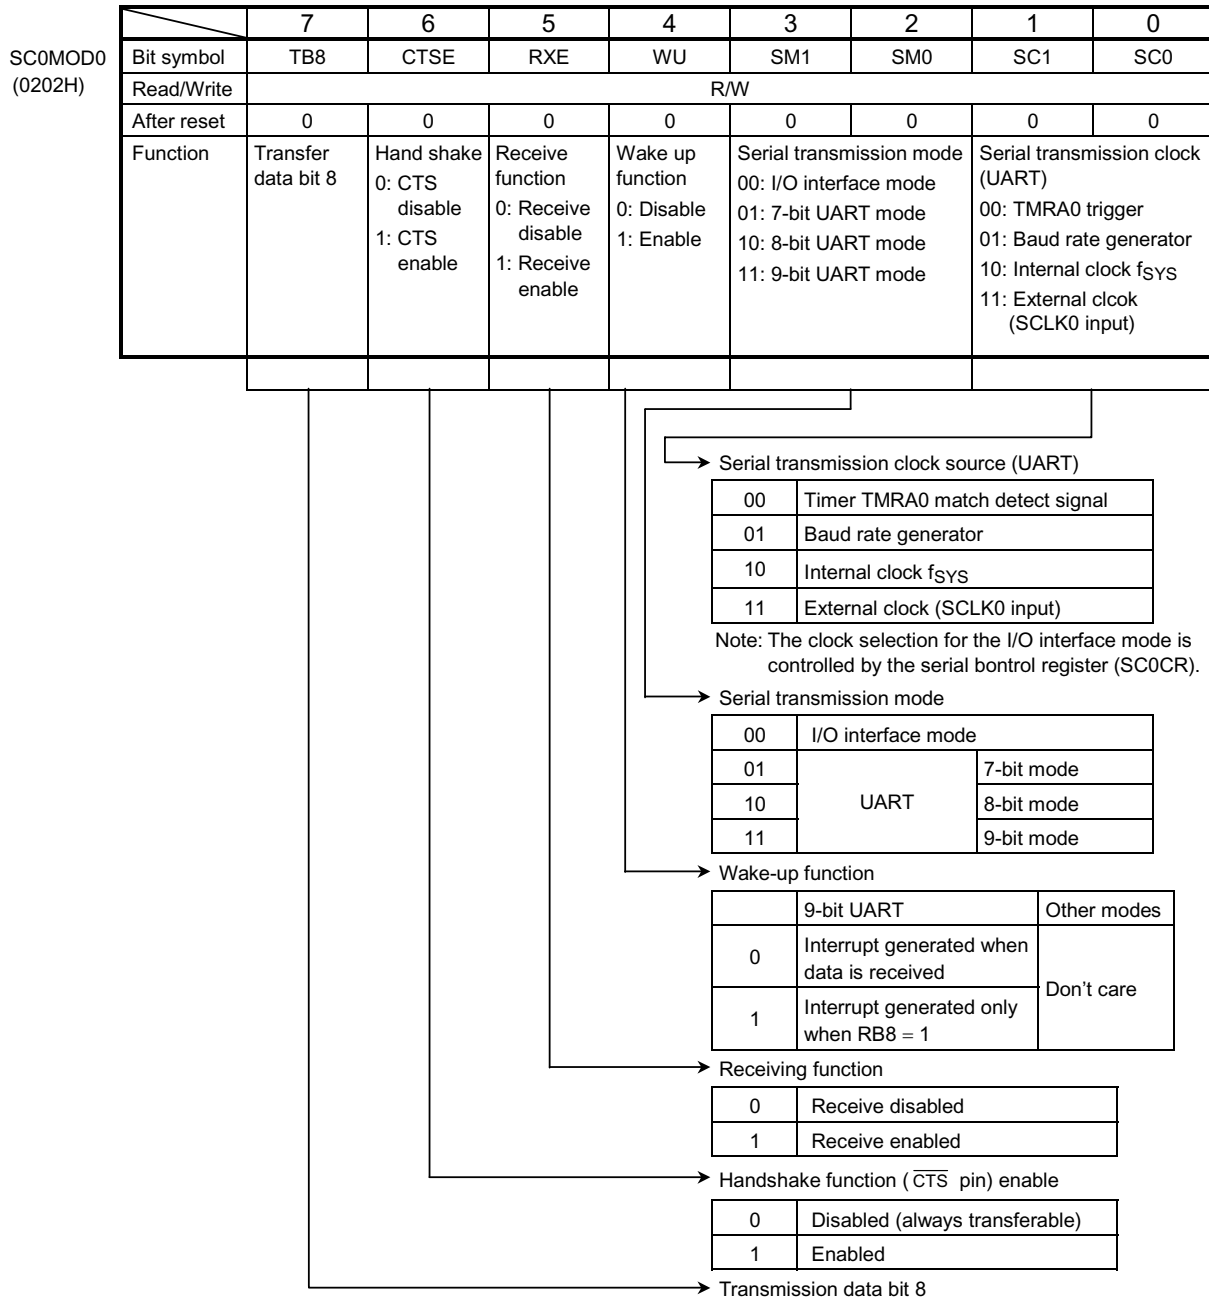 7 6 5 4 3 2 1 0
SC0MOD0
(0202H)
Bit symbol TB8 CTSE RXE WU SM1 SM0 SC1 SC0
Read/Write R/W
After reset 0 0 0 0 0 0 0 0
Function
Transfer
data bit 8
Hand shake
0: CTS
disable
1: CTS
enable
Receive
function
0: Receive
disable
1: Receive
enable
Wake up
function
0: Disable
1: Enable
Serial transmission mode
00: I/O interface mode
01: 7-bit UART mode
10: 8-bit UART mode
11: 9-bit UART mode
Serial transmission clock
(UART)
00: TMRA0 trigger
01: Baud rate generator
10: Internal clock fSYS
11: External clcok
(SCLK0 input)
Serial transmission clock source (UART)
00 Timer TMRA0 match detect signal
01 Baud rate generator
10 Internal clock fSYS
11 External clock (SCLK0 input)
Note: The clock selection for the I/O interface mode is
controlled by the serial bontrol register (SC0CR).
Serial transmission mode
00 I/O interface mode
01 7-bit mode
10 UART 8-bit mode
11 9-bit mode
Wake-up function
9-bit UART Other modes
0 Interrupt generated when
data is received
Don't care
1 Interrupt generated only
when RB8 = 1
Receiving function
0 Receive disabled
1 Receive enabled
Handshake function ( CTS pin) enable
0 Disabled (always transferable)
1 Enabled
Transmission data bit 8